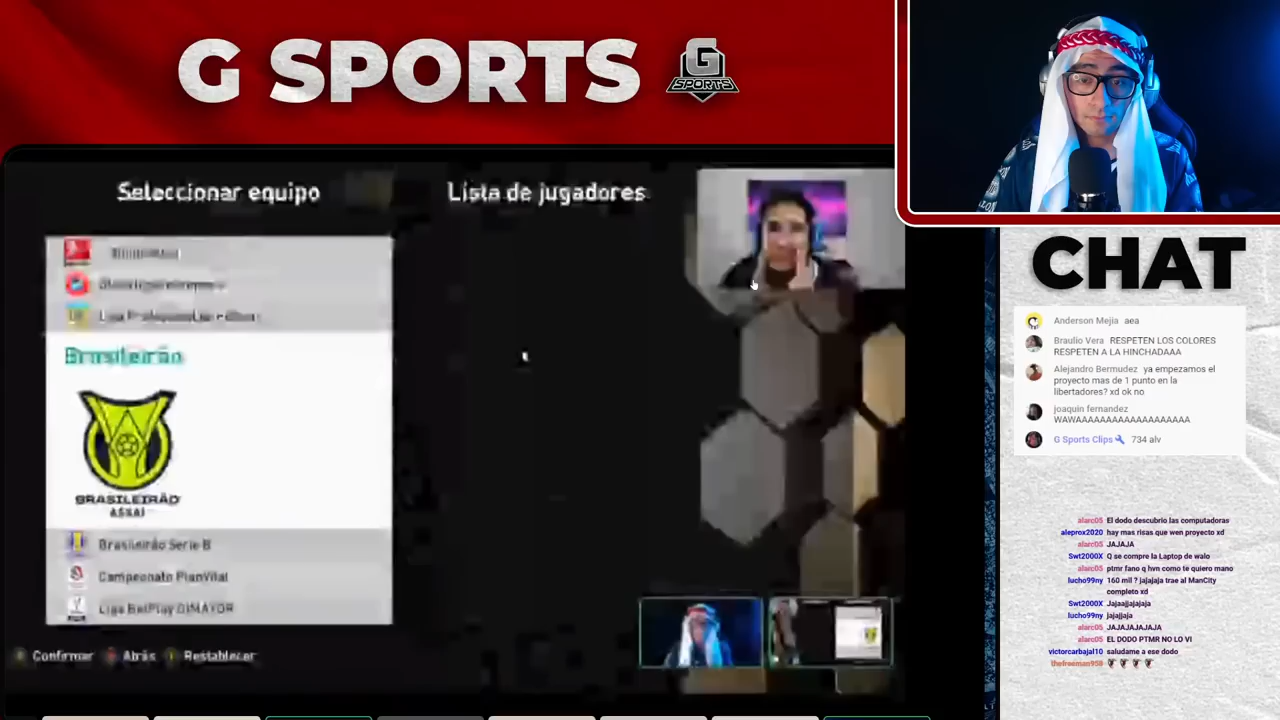 G SPORTS
G
SPORTS
Seleccionar equipo
Lista de jugadores
Brasileirão
BRASILEIRÃO
ASSAÍ
Brasileirão Serie B
Campeonato PlanVital
Liga BetPlay DIMAYOR
Confirmar Atrás Restablecer
CHAT
Anderson Mejia aea
Braulio Vera RESPETEN LOS COLORES
RESPETEN A LA HINCHADAAA
Alejandro Bermudez ya empezamos el
proyecto mas de 1 punto en la
libertadores? xd ok no
joaquin fernandez
WAWAAAAAAAAAAAAAAAAAAA
G Sports Clips 734 alv
alarc05 El dodo descubrio las computadoras
aleprox2020 hay mas risas que wen proyecto xd
alarc05 JAJAJA
Swt2000X Q se compre la Laptop de walo
alarc05 ptmr fano q hvn como te quiero mano
lucho99ny 160 mil ? jajajaja trae al ManCity
completo xd
Swt2000X Jajaajjajajaja
lucho99ny jajajjaja
alarc05 JAJAJAJAJAJA
alarc05 EL DODO PTMR NO LO VI
victorcarbajal10 saludame a ese dodo
thefreeman958